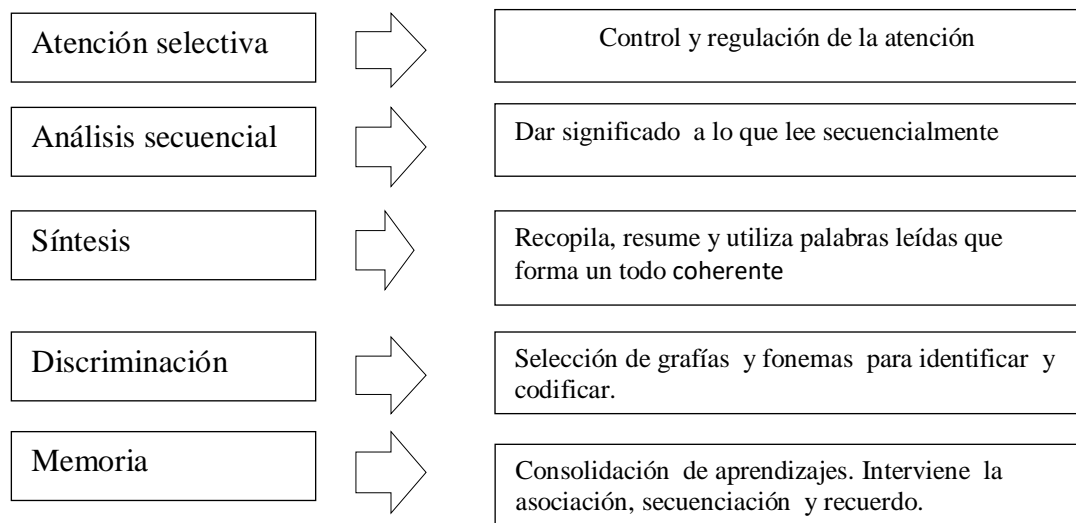 Atención selectiva
Control y regulación de la atención
Análisis secuencial
Dar significado a lo que lee secuencialmente
Síntesis
Recopila, resume y utiliza palabras leídas que
forma un todo coherente
Discriminación
Selección de grafías y fonemas para identificar y
codificar.
Memoria
Consolidación de aprendizajes. Interviene la
asociación, secuenciación y recuerdo.